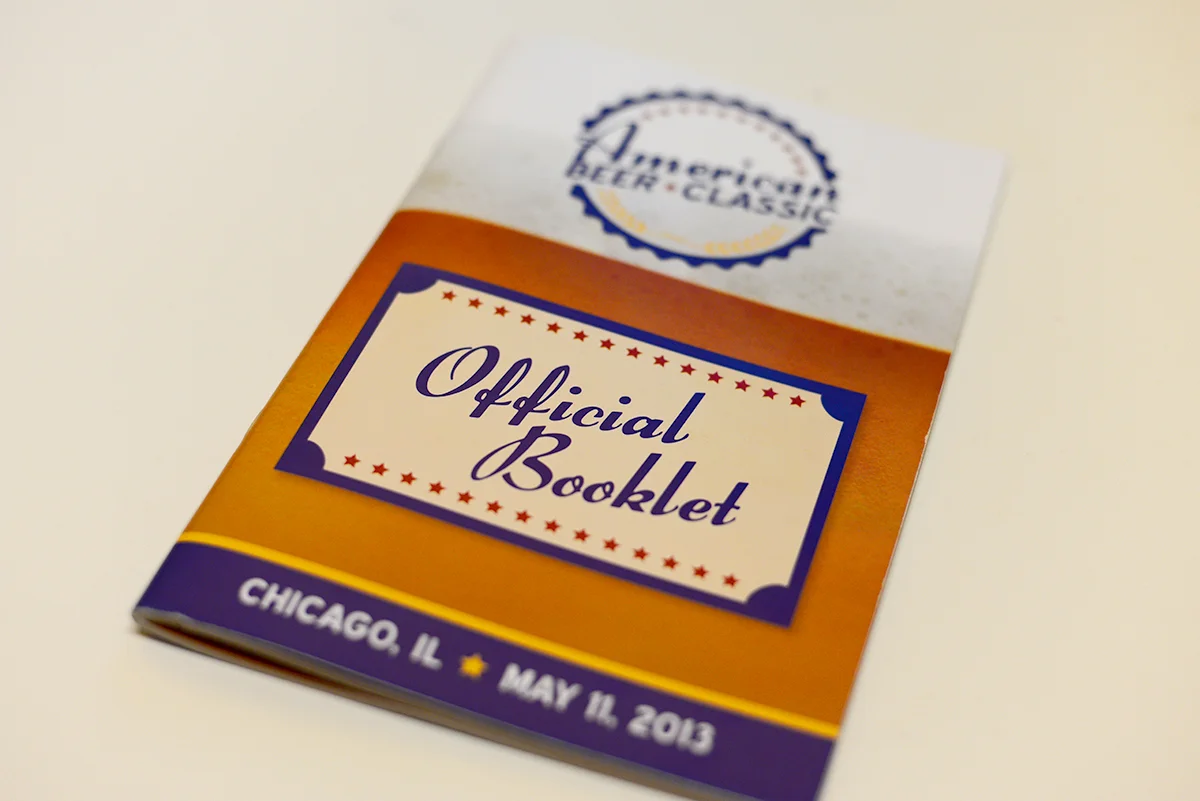 American
BEER ★ CLASSIC
Official
Booklet
CHICAGO, IL ★ MAY 11, 2013